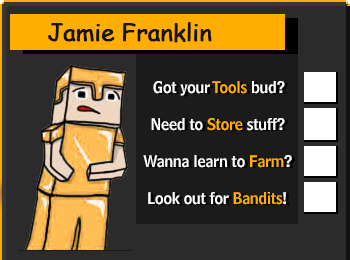 Jamie Franklin
Got your Tools bud?
Need to Store stuff?
Wanna learn to Farm?
Look out for Bandits!